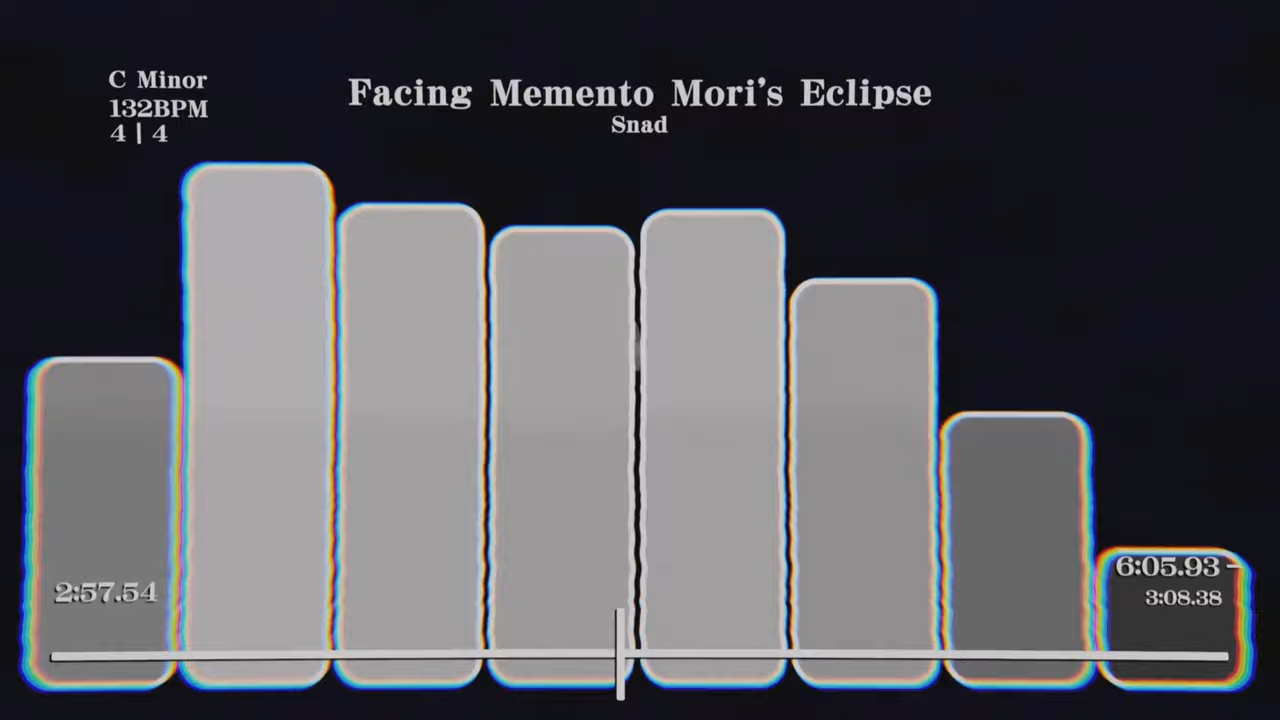 C Minor
132BPM
4 | 4
Facing Memento Mori's Eclipse
Snad
2:57.54
6:05.93 -
3:08.38